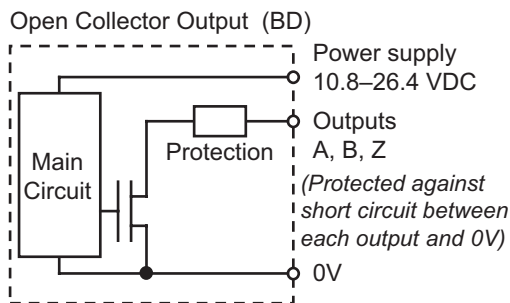 Open Collector Output (BD)
Power supply
10.8–26.4 VDC
Outputs
A, B, Z
(Protected against
short circuit between
each output and 0V)
0V
Protection
Main
Circuit